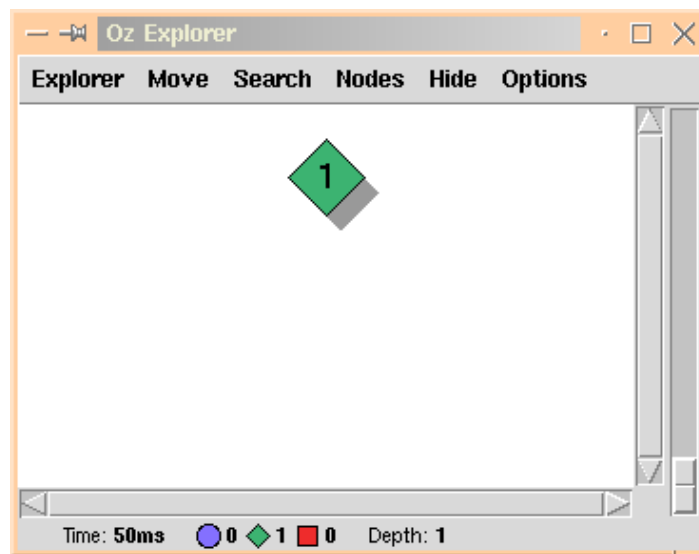 Oz Explorer
Explorer Move Search Nodes Hide Options
1
Time: 50ms 0 1 0 Depth: 1